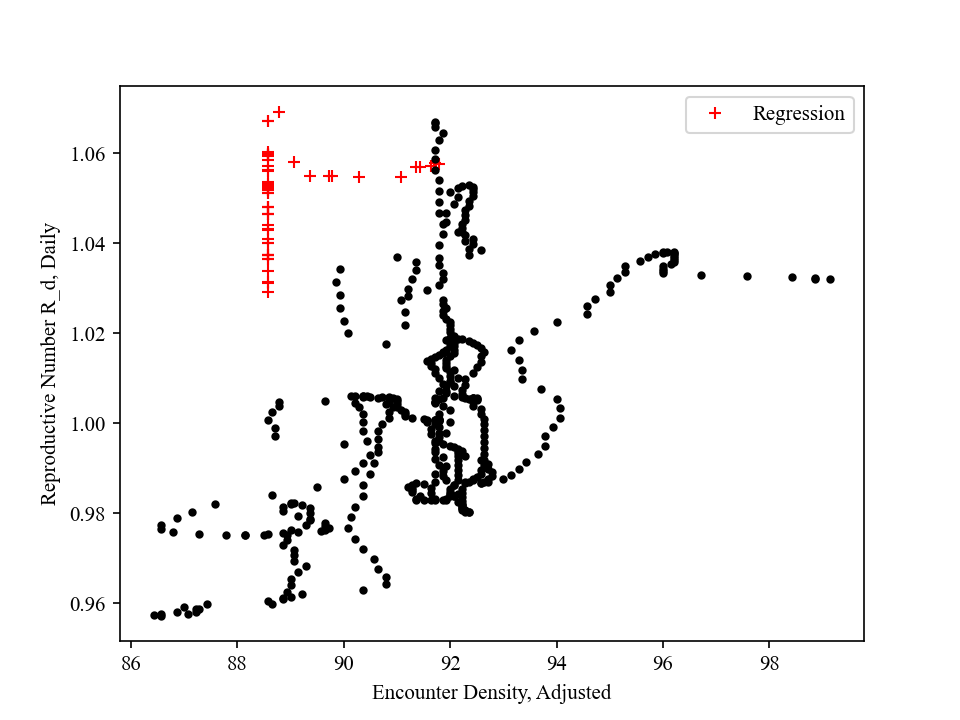 Regression
1.06
1.04
1.02
1.00
0.98
0.96
Reproductive Number R_d, Daily
86 88 90 92 94 96 98
Encounter Density, Adjusted